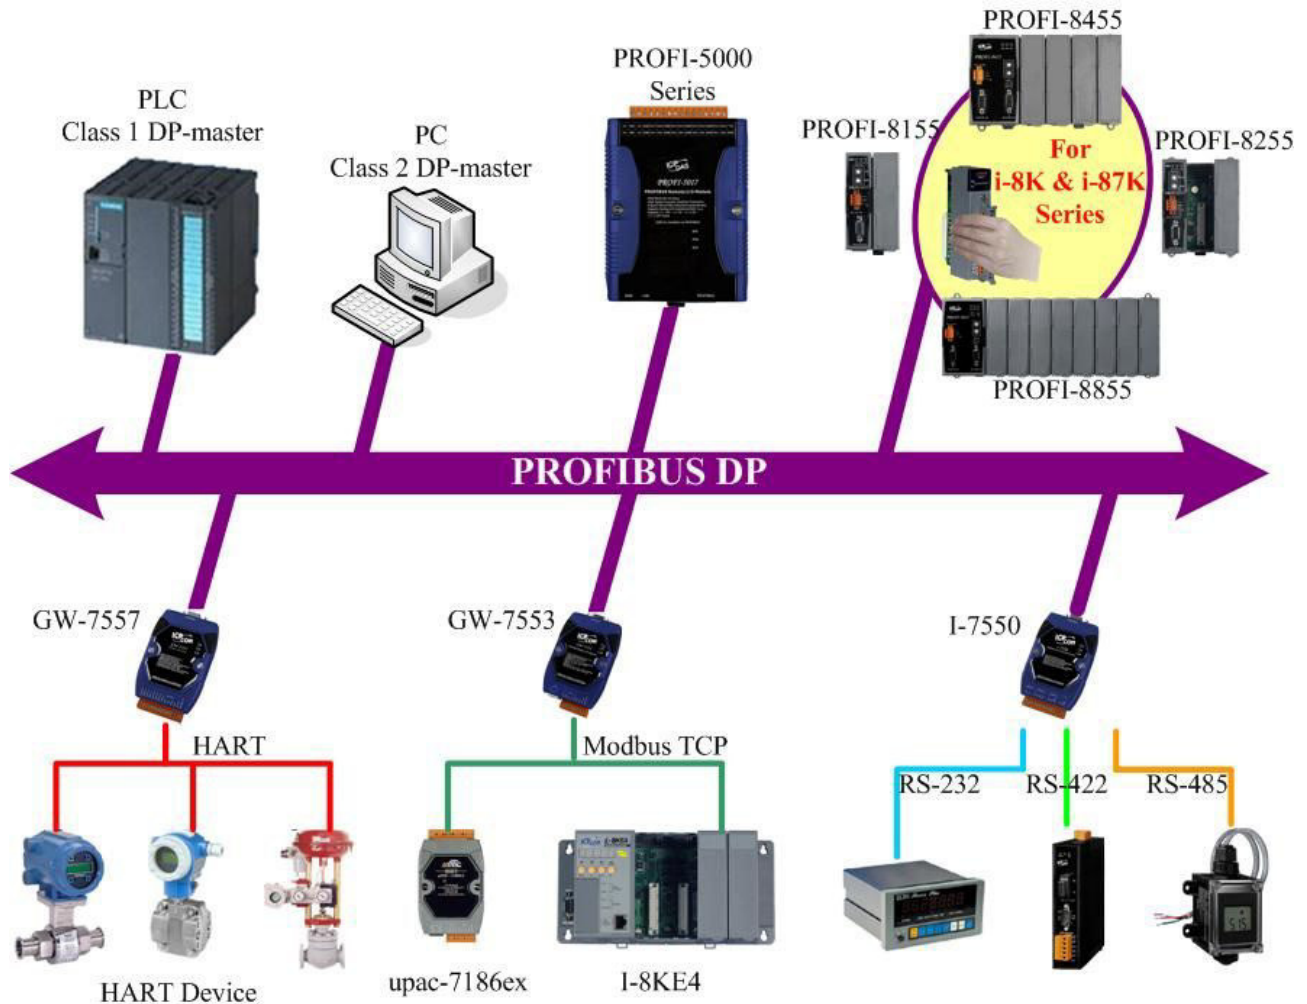 PROFI-8455
PROFI-5000
Series
PLC
Class 1 DP-master
PC
Class 2 DP-master
PROFI-8155
PROFI-8255
For
i-8K & i-87K
Series
PROFI-5017
PROFI-8855
PROFIBUS DP
GW-7557
GW-7553
I-7550
HART
Modbus TCP
RS-232
RS-422
RS-485
HART Device
upac-7186ex
I-8KE4